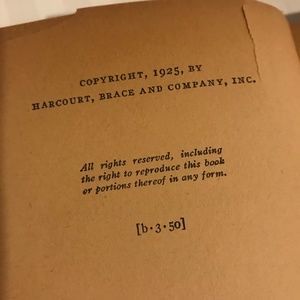 COPYRIGHT, 1925, BY
HARCOURT, BRACE AND COMPANY, INC.
All rights reserved, including
the right to reproduce this book
or portions thereof in any form.
[b·3·50]